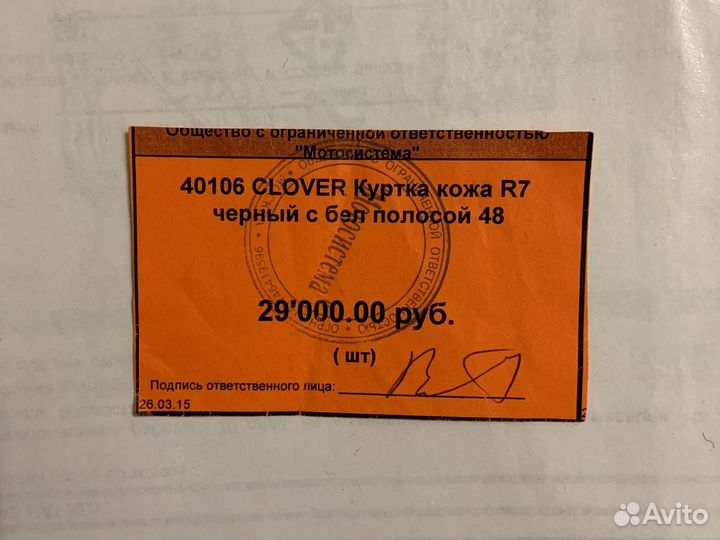 Общество с ограниченной ответственностью
"Мотосистема"
40106 CLOVER Куртка кожа R7
черный с бел полосой 48
29'000.00 руб.
( шт)
Подпись ответственного лица:
26.03.15
Мотосистема
Avito